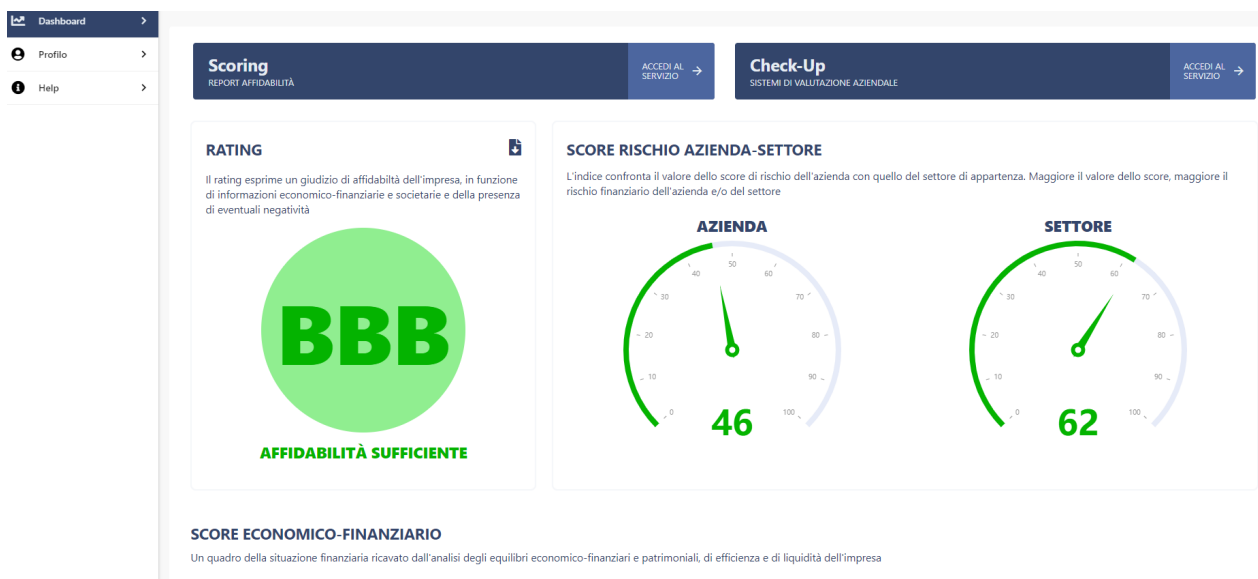 Dashboard
Profilo
Help
Scoring
REPORT AFFIDABILITÀ
ACCEDI AL
SERVIZIO
Check-Up
SISTEMI DI VALUTAZIONE AZIENDALE
ACCEDI AL
SERVIZIO
RATING
Il rating esprime un giudizio di affidabiltà dell'impresa, in funzione
di informazioni economico-finanziarie e societarie e della presenza
di eventuali negatività
BBB
AFFIDABILITÀ SUFFICIENTE
SCORE RISCHIO AZIENDA-SETTORE
L'indice confronta il valore dello score di rischio dell'azienda con quello del settore di appartenza. Maggiore il valore dello score, maggiore il
rischio finanziario dell'azienda e/o del settore
AZIENDA
0
10
20
30
40
50
60
70
80
90
100
46
SETTORE
0
10
20
30
40
50
60
70
80
90
100
62
SCORE ECONOMICO-FINANZIARIO
Un quadro della situazione finanziaria ricavato dall'analisi degli equilibri economico-finanziari e patrimoniali, di efficienza e di liquidità dell'impresa